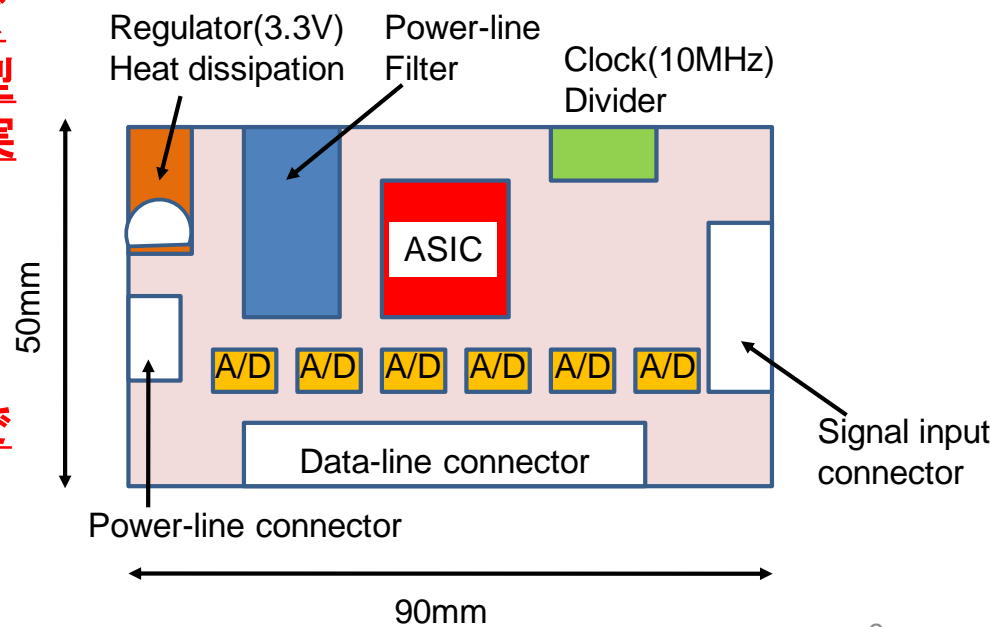 Regulator(3.3V)
Heat dissipation
Power-line
Filter
Clock(10MHz)
Divider
50mm
ASIC
A/D A/D A/D A/D A/D A/D
Data-line connector
Signal input
connector
Power-line connector
90mm